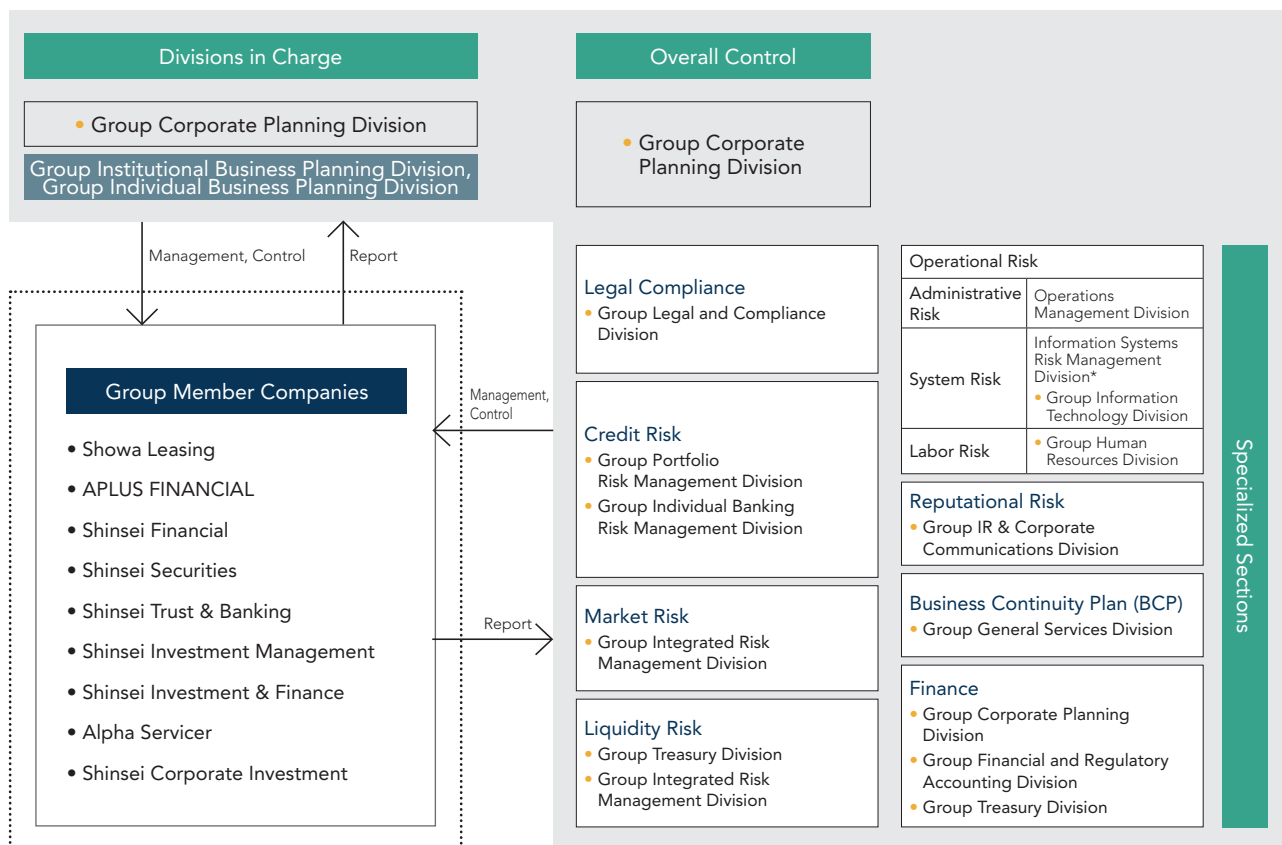 Divisions in Charge
• Group Corporate Planning Division
Group Institutional Business Planning Division,
Group Individual Business Planning Division
Management, Control
Report
Group Member Companies
• Showa Leasing
• APLUS FINANCIAL
• Shinsei Financial
• Shinsei Securities
• Shinsei Trust & Banking
• Shinsei Investment Management
• Shinsei Investment & Finance
• Alpha Servicer
• Shinsei Corporate Investment
Management,
Control
Report
Overall Control
• Group Corporate
Planning Division
Legal Compliance
• Group Legal and Compliance
Division
Credit Risk
• Group Portfolio
Risk Management Division
• Group Individual Banking
Risk Management Division
Market Risk
• Group Integrated Risk
Management Division
Liquidity Risk
• Group Treasury Division
• Group Integrated Risk
Management Division
Operational Risk
Administrative
Risk
Operations
Management Division
System Risk
Information Systems
Risk Management
Division*
• Group Information
Technology Division
Labor Risk
• Group Human
Resources Division
Reputational Risk
• Group IR & Corporate
Communications Division
Business Continuity Plan (BCP)
• Group General Services Division
Finance
• Group Corporate Planning
Division
• Group Financial and Regulatory
Accounting Division
• Group Treasury Division
Specialized Sections